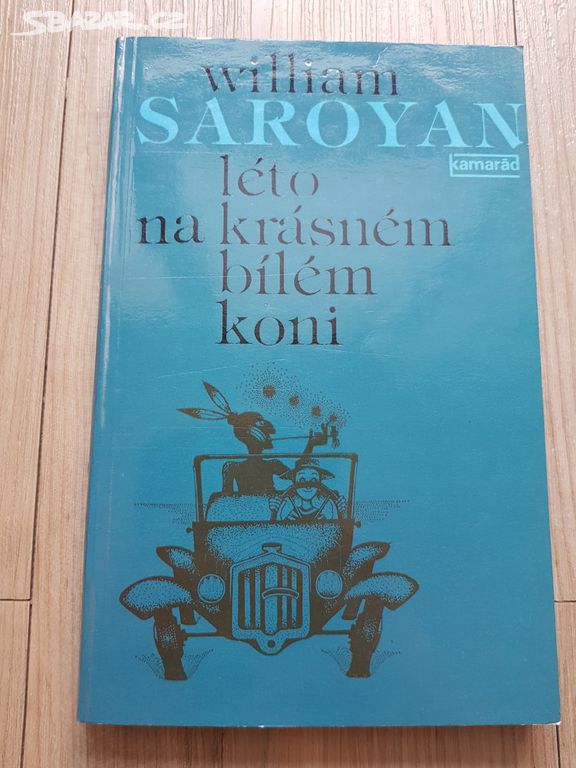 SBAZAR.CZ
william
SAROYAN
kamarád
léto
na krásném
bílém
koni